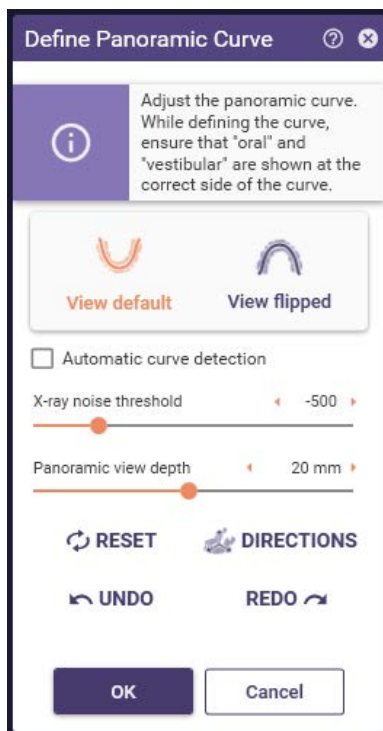 Define Panoramic Curve
Adjust the panoramic curve.
While defining the curve,
ensure that "oral" and
"vestibular" are shown at the
correct side of the curve.
View default
View flipped
Automatic curve detection
X-ray noise threshold -500
Panoramic view depth 20 mm
RESET DIRECTIONS
UNDO REDO
OK Cancel